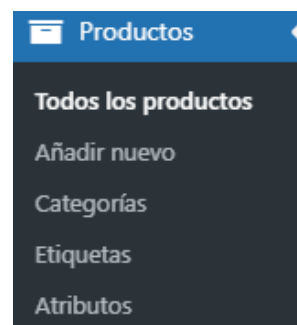 Productos
Todos los productos
Añadir nuevo
Categorías
Etiquetas
Atributos